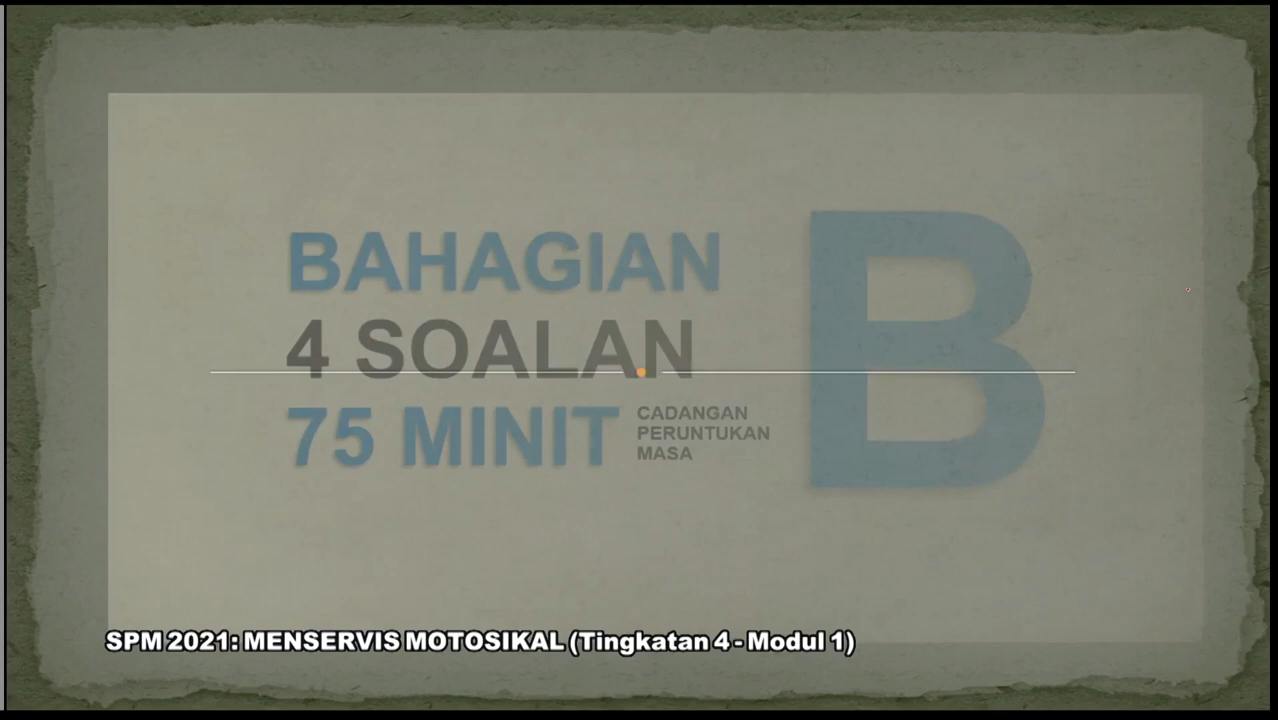 BAHAGIAN
B
4 SOALAN
75 MINIT
CADANGAN
PERUNTUKAN
MASA
SPM 2021: MENSERVIS MOTOSIKAL (Tingkatan 4 - Modul 1)